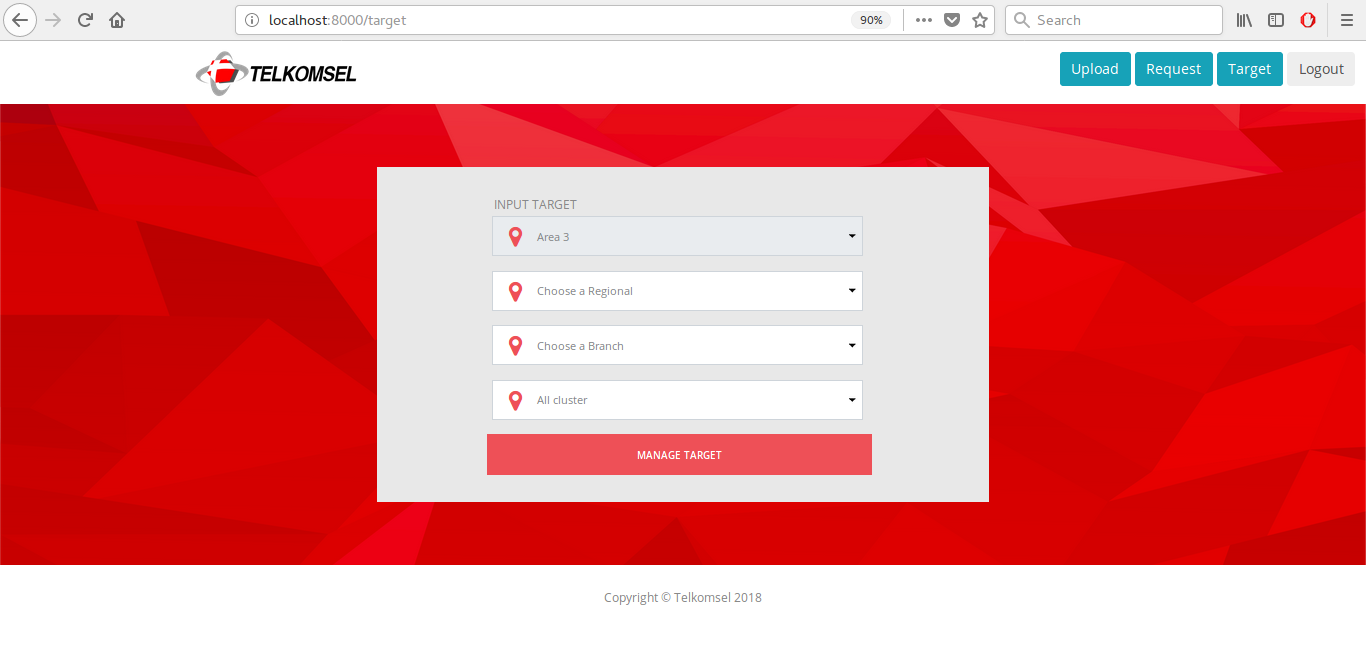 localhost:8000/target
90%
Search
TELKOMSEL
Upload
Request
Target
Logout
INPUT TARGET
Area 3
Choose a Regional
Choose a Branch
All cluster
MANAGE TARGET
Copyright © Telkomsel 2018